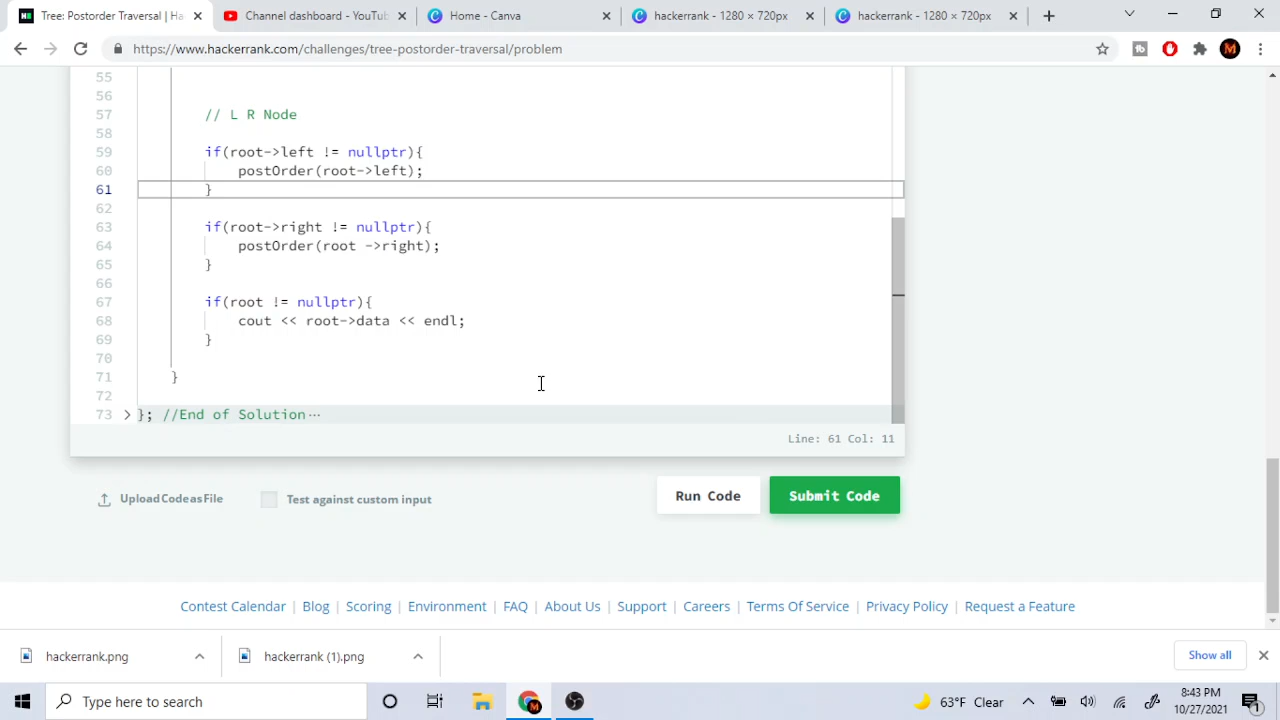 Tree: Postorder Traversal | Ha
Channel dashboard - YouTub
Home - Canva
hackerrank - 1280 × 720px
hackerrank - 1280 × 720px
https://www.hackerrank.com/challenges/tree-postorder-traversal/problem
55
56
57 // L R Node
58
59 if(root->left != nullptr){
60 postOrder(root->left);
61 }
62
63 if(root->right != nullptr){
64 postOrder(root ->right);
65 }
66
67 if(root != nullptr){
68 cout << root->data << endl;
69 }
70
71 }
72
73 }; //End of Solution
Line: 61 Col: 11
Upload Code as File
Test against custom input
Run Code
Submit Code
Contest Calendar | Blog | Scoring | Environment | FAQ | About Us | Support | Careers | Terms Of Service | Privacy Policy | Request a Feature
hackerrank.png
hackerrank (1).png
Show all
Type here to search
63°F Clear
8:43 PM
10/27/2021